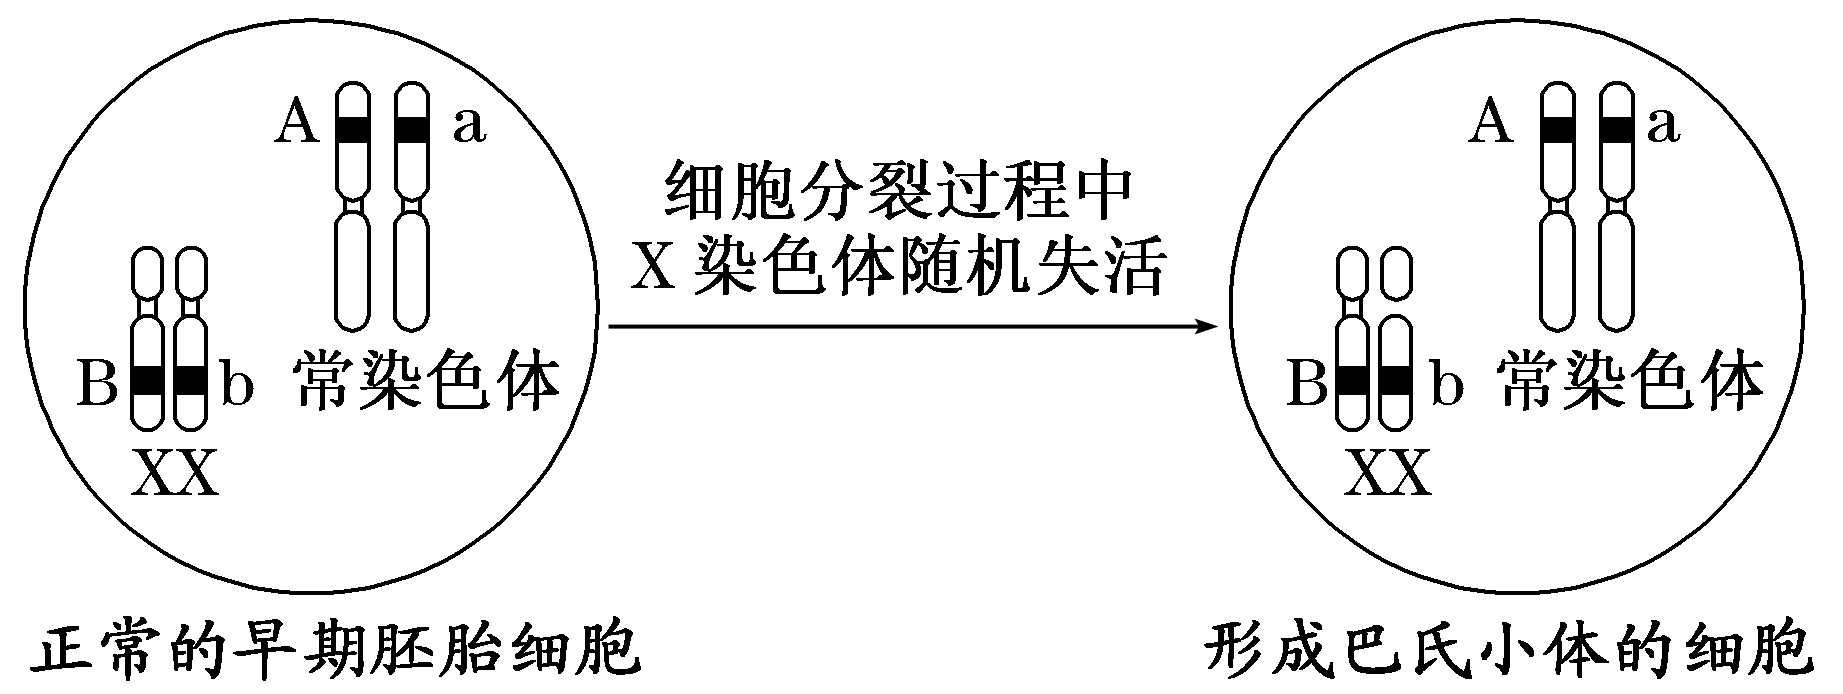 A a
B b 常染色体
XX
正常的早期胚胎细胞
细胞分裂过程中
X 染色体随机失活
A a
B b 常染色体
XX
形成巴氏小体的细胞